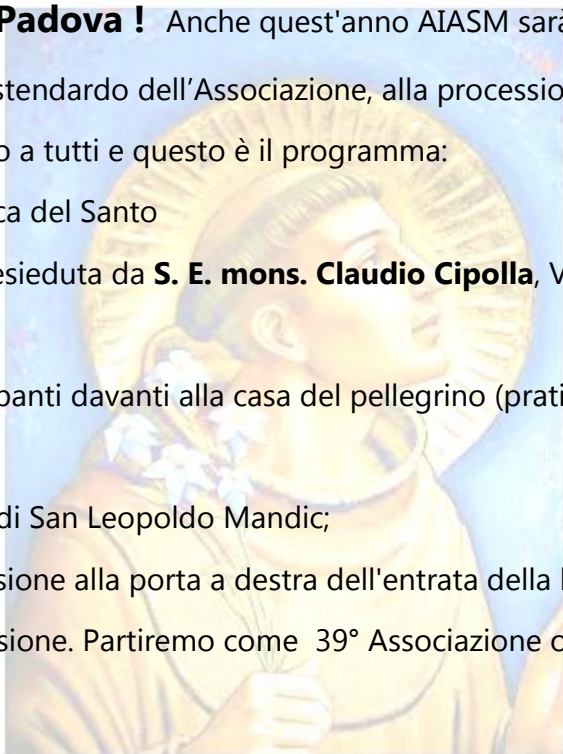 Padova ! Anche quest'anno AIASM sarà
stendardo dell’Associazione, alla processio
o a tutti e questo è il programma:
ca del Santo
esieduta da S. E. mons. Claudio Cipolla, V
panti davanti alla casa del pellegrino (prati
di San Leopoldo Mandic;
sione alla porta a destra dell'entrata della
sione. Partiremo come 39° Associazione